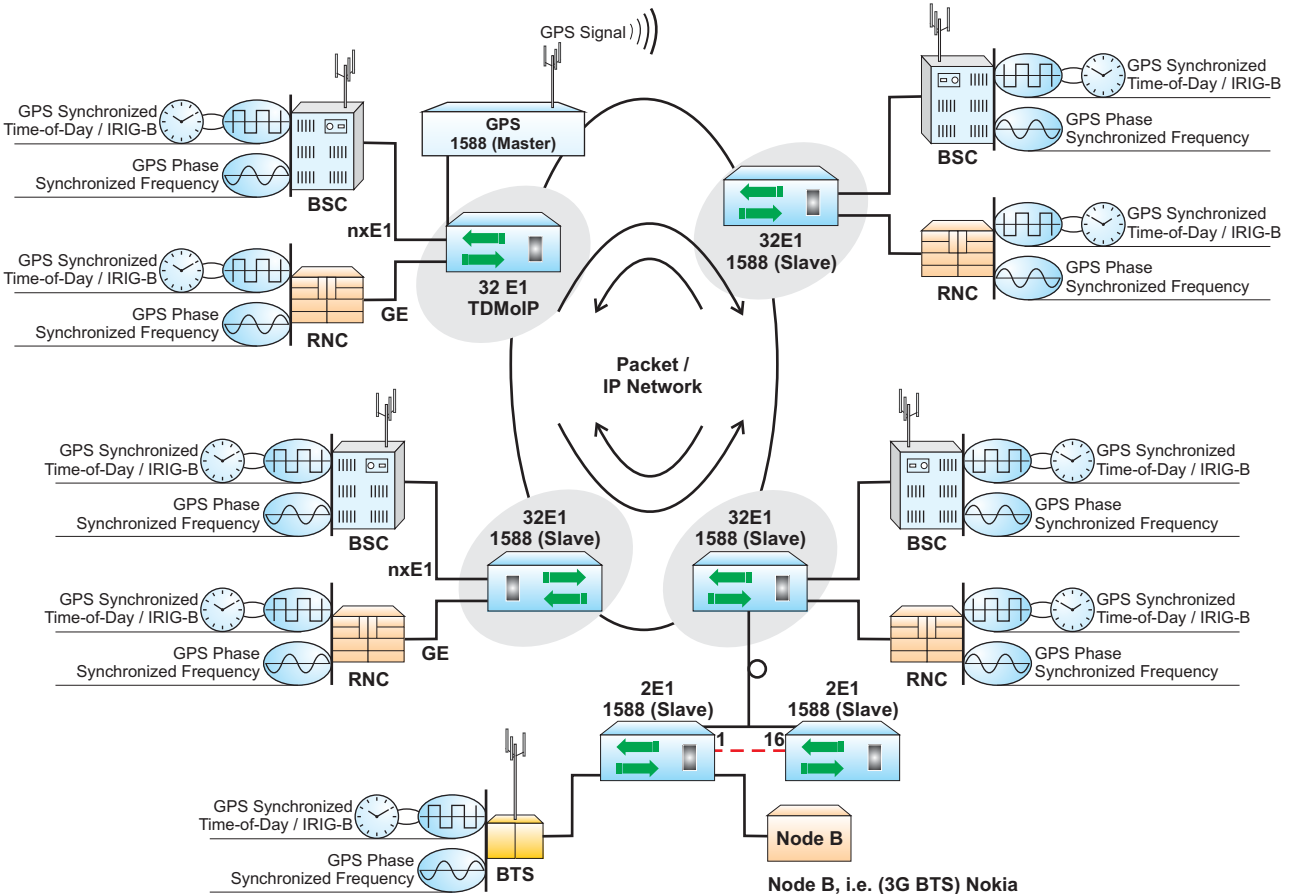 GPS Signal
GPS Synchronized
Time-of-Day / IRIG-B
GPS Phase
Synchronized Frequency
BSC
GPS
1588 (Master)
nxE1
GPS Synchronized
Time-of-Day / IRIG-B
GPS Phase
Synchronized Frequency
RNC
GE
32 E1
TDMoIP
GPS Synchronized
Time-of-Day / IRIG-B
GPS Phase
Synchronized Frequency
BSC
32E1
1588 (Slave)
GPS Synchronized
Time-of-Day / IRIG-B
GPS Phase
Synchronized Frequency
RNC
Packet /
IP Network
GPS Synchronized
Time-of-Day / IRIG-B
GPS Phase
Synchronized Frequency
BSC
nxE1
32E1
1588 (Slave)
GPS Synchronized
Time-of-Day / IRIG-B
GPS Phase
Synchronized Frequency
RNC
GE
32E1
1588 (Slave)
GPS Synchronized
Time-of-Day / IRIG-B
GPS Phase
Synchronized Frequency
BSC
GPS Synchronized
Time-of-Day / IRIG-B
GPS Phase
Synchronized Frequency
RNC
2E1
1588 (Slave)
1
16
2E1
1588 (Slave)
GPS Synchronized
Time-of-Day / IRIG-B
GPS Phase
Synchronized Frequency
BTS
Node B
Node B, i.e. (3G BTS) Nokia